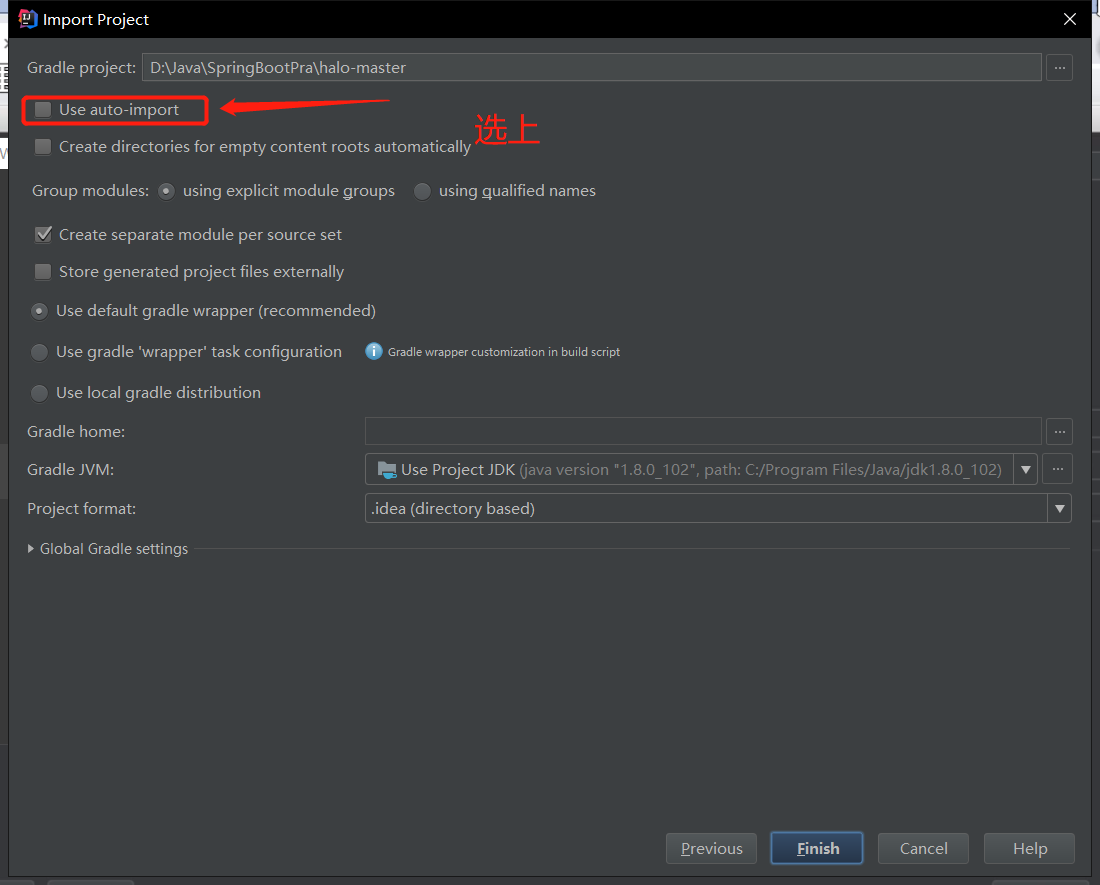 Import Project
Gradle project: D:\Java\SpringBootPra\halo-master ...
Use auto-import
选上
Create directories for empty content roots automatically
Group modules: using explicit module groups using qualified names
Create separate module per source set
Store generated project files externally
Use default gradle wrapper (recommended)
Use gradle 'wrapper' task configuration Gradle wrapper customization in build script
Use local gradle distribution
Gradle home: ...
Gradle JVM: Use Project JDK (java version "1.8.0_102", path: C:/Program Files/Java/jdk1.8.0_102) ...
Project format: .idea (directory based)
Global Gradle settings
Previous Finish Cancel Help